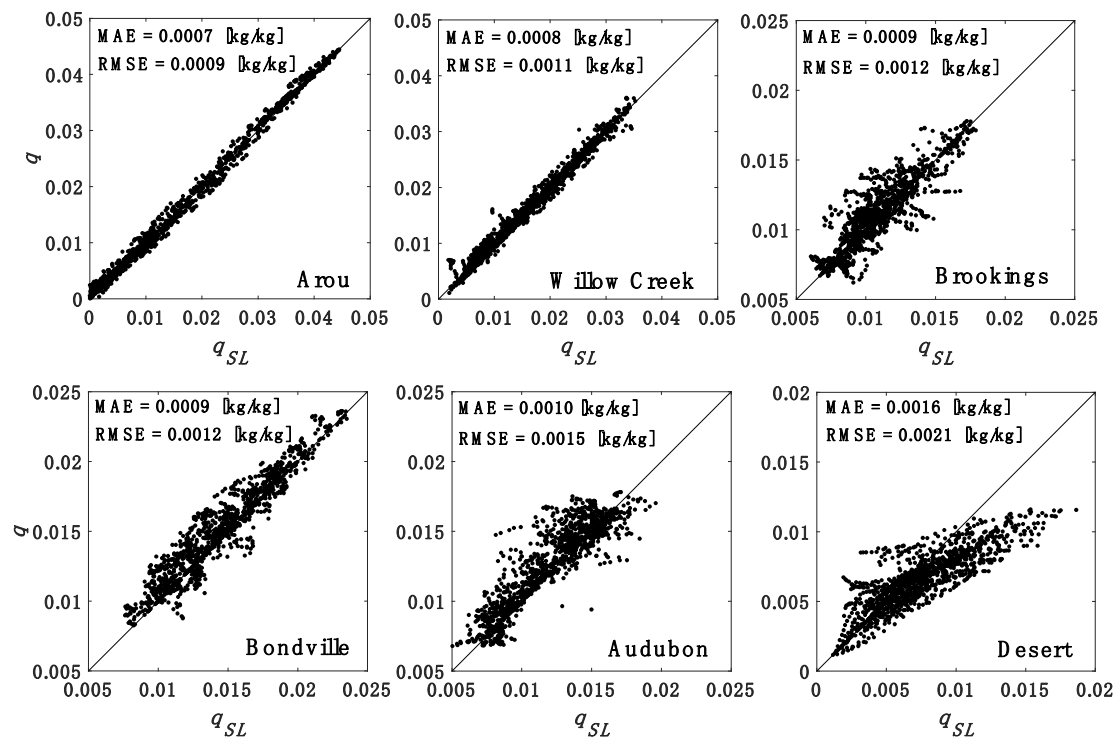 0.05
MAE = 0.0007 [kg/kg]
RMSE = 0.0009 [kg/kg]
0.04
0.03
q
0.02
0.01
Arou
0
0 0.01 0.02 0.03 0.04 0.05
q_SL
0.05
MAE = 0.0008 [kg/kg]
RMSE = 0.0011 [kg/kg]
0.04
0.03
0.02
0.01
Willow Creek
0
0 0.01 0.02 0.03 0.04 0.05
q_SL
0.025
MAE = 0.0009 [kg/kg]
RMSE = 0.0012 [kg/kg]
0.02
0.015
0.01
Brookings
0.005
0.005 0.01 0.015 0.02 0.025
q_SL
0.025
MAE = 0.0009 [kg/kg]
RMSE = 0.0012 [kg/kg]
0.02
q
0.015
0.01
Bondville
0.005
0.005 0.01 0.015 0.02 0.025
q_SL
0.025
MAE = 0.0010 [kg/kg]
RMSE = 0.0015 [kg/kg]
0.02
0.015
0.01
Audubon
0.005
0.005 0.01 0.015 0.02 0.025
q_SL
0.02
MAE = 0.0016 [kg/kg]
RMSE = 0.0021 [kg/kg]
0.015
0.01
0.005
Desert
0
0 0.005 0.01 0.015 0.02
q_SL